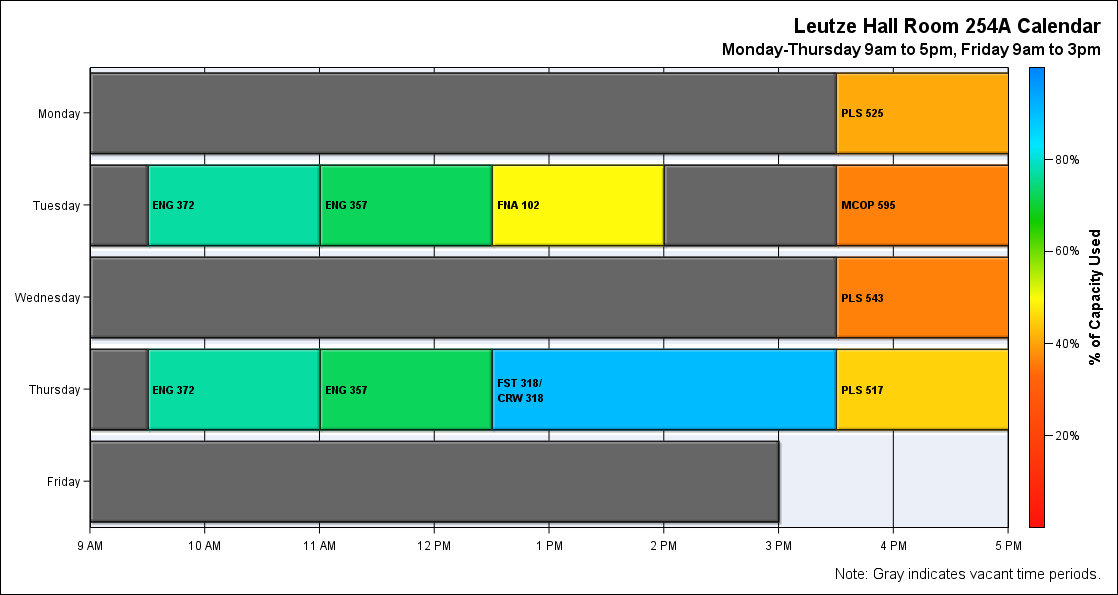 Leutze Hall Room 254A Calendar
Monday-Thursday 9am to 5pm, Friday 9am to 3pm
Monday
PLS 525
Tuesday
ENG 372
ENG 357
FNA 102
MCOP 595
Wednesday
PLS 543
Thursday
ENG 372
ENG 357
FST 318/
CRW 318
PLS 517
Friday
9 AM
10 AM
11 AM
12 PM
1 PM
2 PM
3 PM
4 PM
5 PM
80%
60%
40%
20%
% of Capacity Used
Note: Gray indicates vacant time periods.